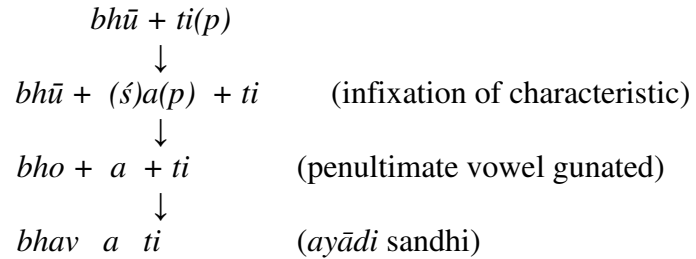 bhū + ti(p)
↓
bhū + (ś)a(p) + ti (infixation of characteristic)
↓
bho + a + ti (penultimate vowel gunated)
↓
bhav a ti (ayādi sandhi)